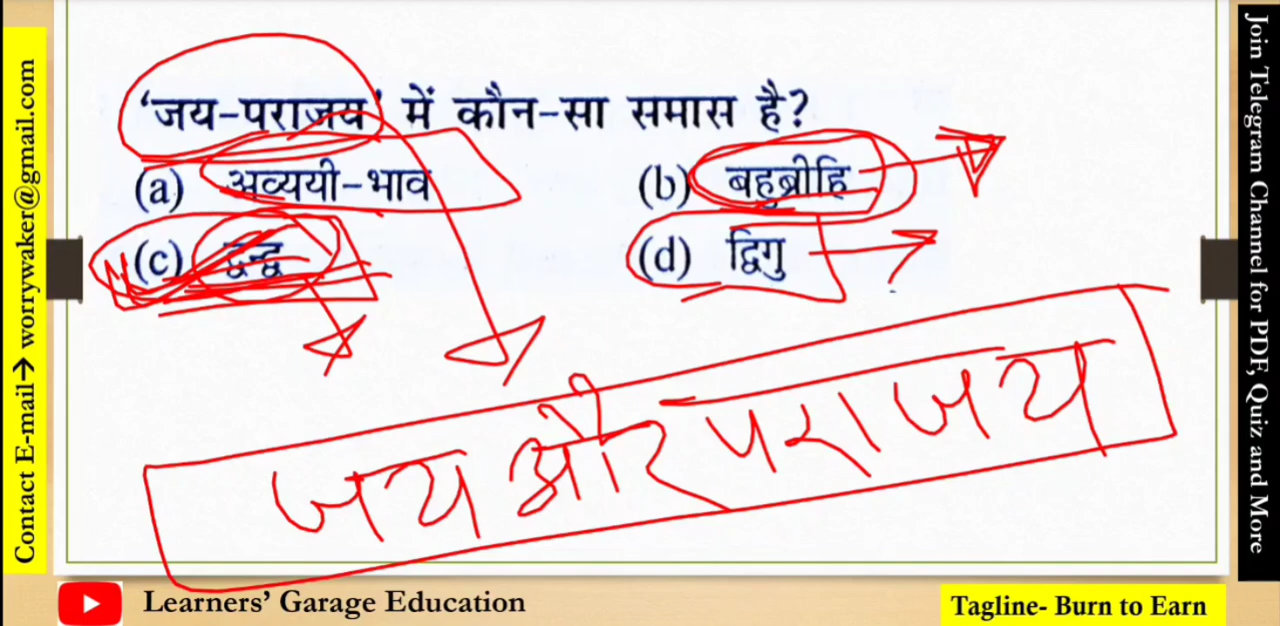 'जय-पराजय' में कौन-सा समास है?
(a) अव्ययी-भाव
(b) बहुब्रीहि
(c) द्वन्द्व
(d) द्विगु
जय और पराजय
Contact E-mail→ worrywaker@gmail.com
Join Telegram Channel for PDF, Quiz and More
Learners' Garage Education
Tagline- Burn to Earn